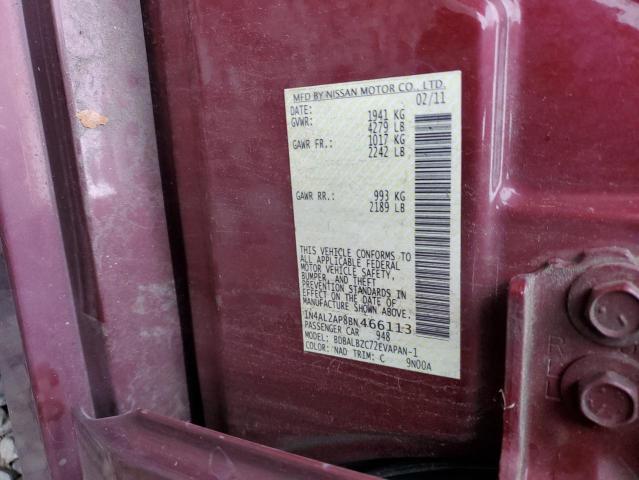 MFD BY NISSAN MOTOR CO., LTD.
DATE: 02/11
GVWR: 1941 KG
4279 LB
GAWR FR.: 1017 KG
2242 LB
GAWR RR.: 993 KG
2189 LB
THIS VEHICLE CONFORMS TO
ALL APPLICABLE FEDERAL
MOTOR VEHICLE SAFETY,
BUMPER, AND THEFT
PREVENTION STANDARDS IN
EFFECT ON THE DATE OF
MANUFACTURE SHOWN ABOVE.
1N4AL2AP8BN466113
PASSENGER CAR 948
MODEL: BDBALBZC72EVAPAN-1
COLOR: NAD TRIM: C 9N00A
R L